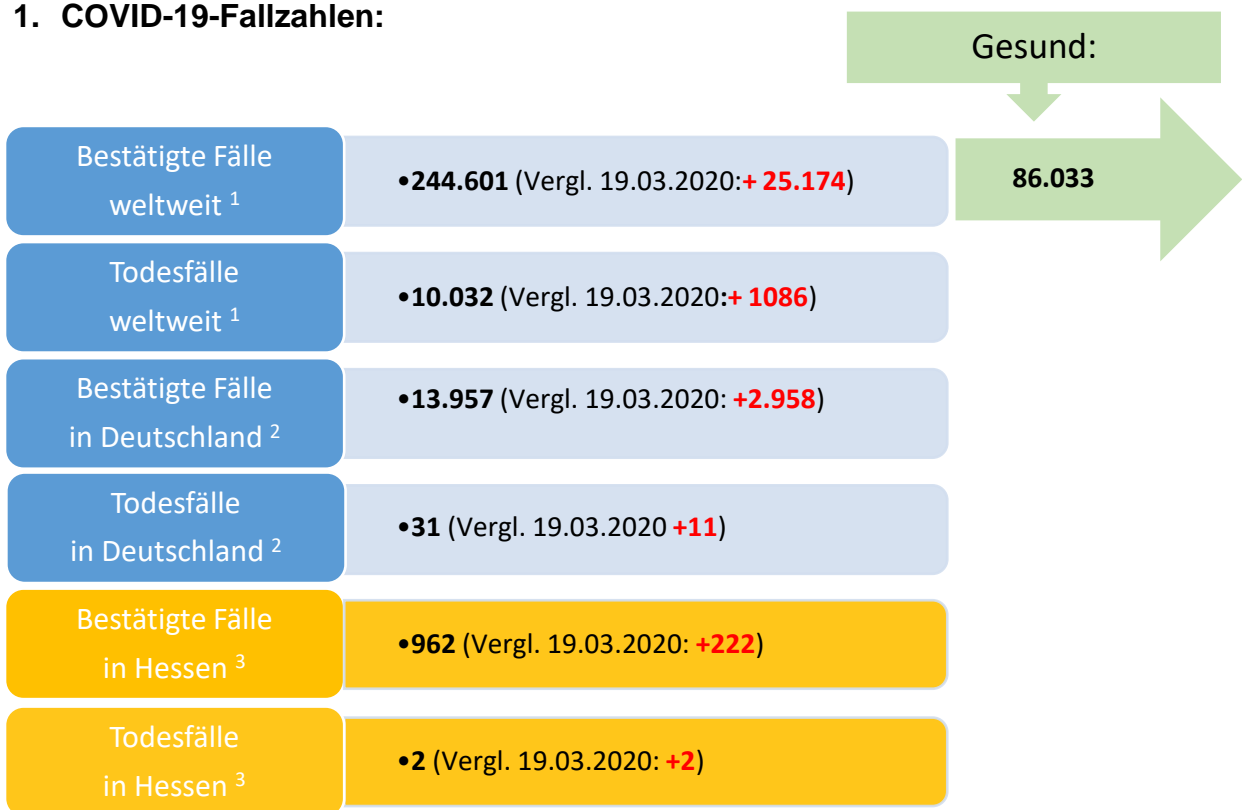 1. COVID-19-Fallzahlen:
Gesund:
Bestätigte Fälle
weltweit ¹
•244.601 (Vergl. 19.03.2020:+ 25.174)
86.033
Todesfälle
weltweit ¹
•10.032 (Vergl. 19.03.2020:+ 1086)
Bestätigte Fälle
in Deutschland ²
•13.957 (Vergl. 19.03.2020: +2.958)
Todesfälle
in Deutschland ²
•31 (Vergl. 19.03.2020 +11)
Bestätigte Fälle
in Hessen ³
•962 (Vergl. 19.03.2020: +222)
Todesfälle
in Hessen ³
•2 (Vergl. 19.03.2020: +2)